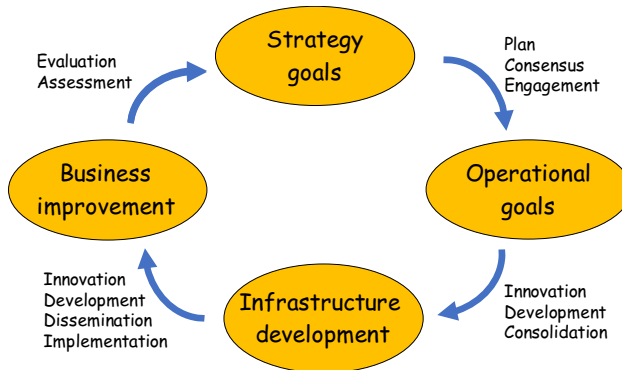 Strategy
goals
Plan
Consensus
Engagement
Operational
goals
Innovation
Development
Consolidation
Infrastructure
development
Innovation
Development
Dissemination
Implementation
Business
improvement
Evaluation
Assessment